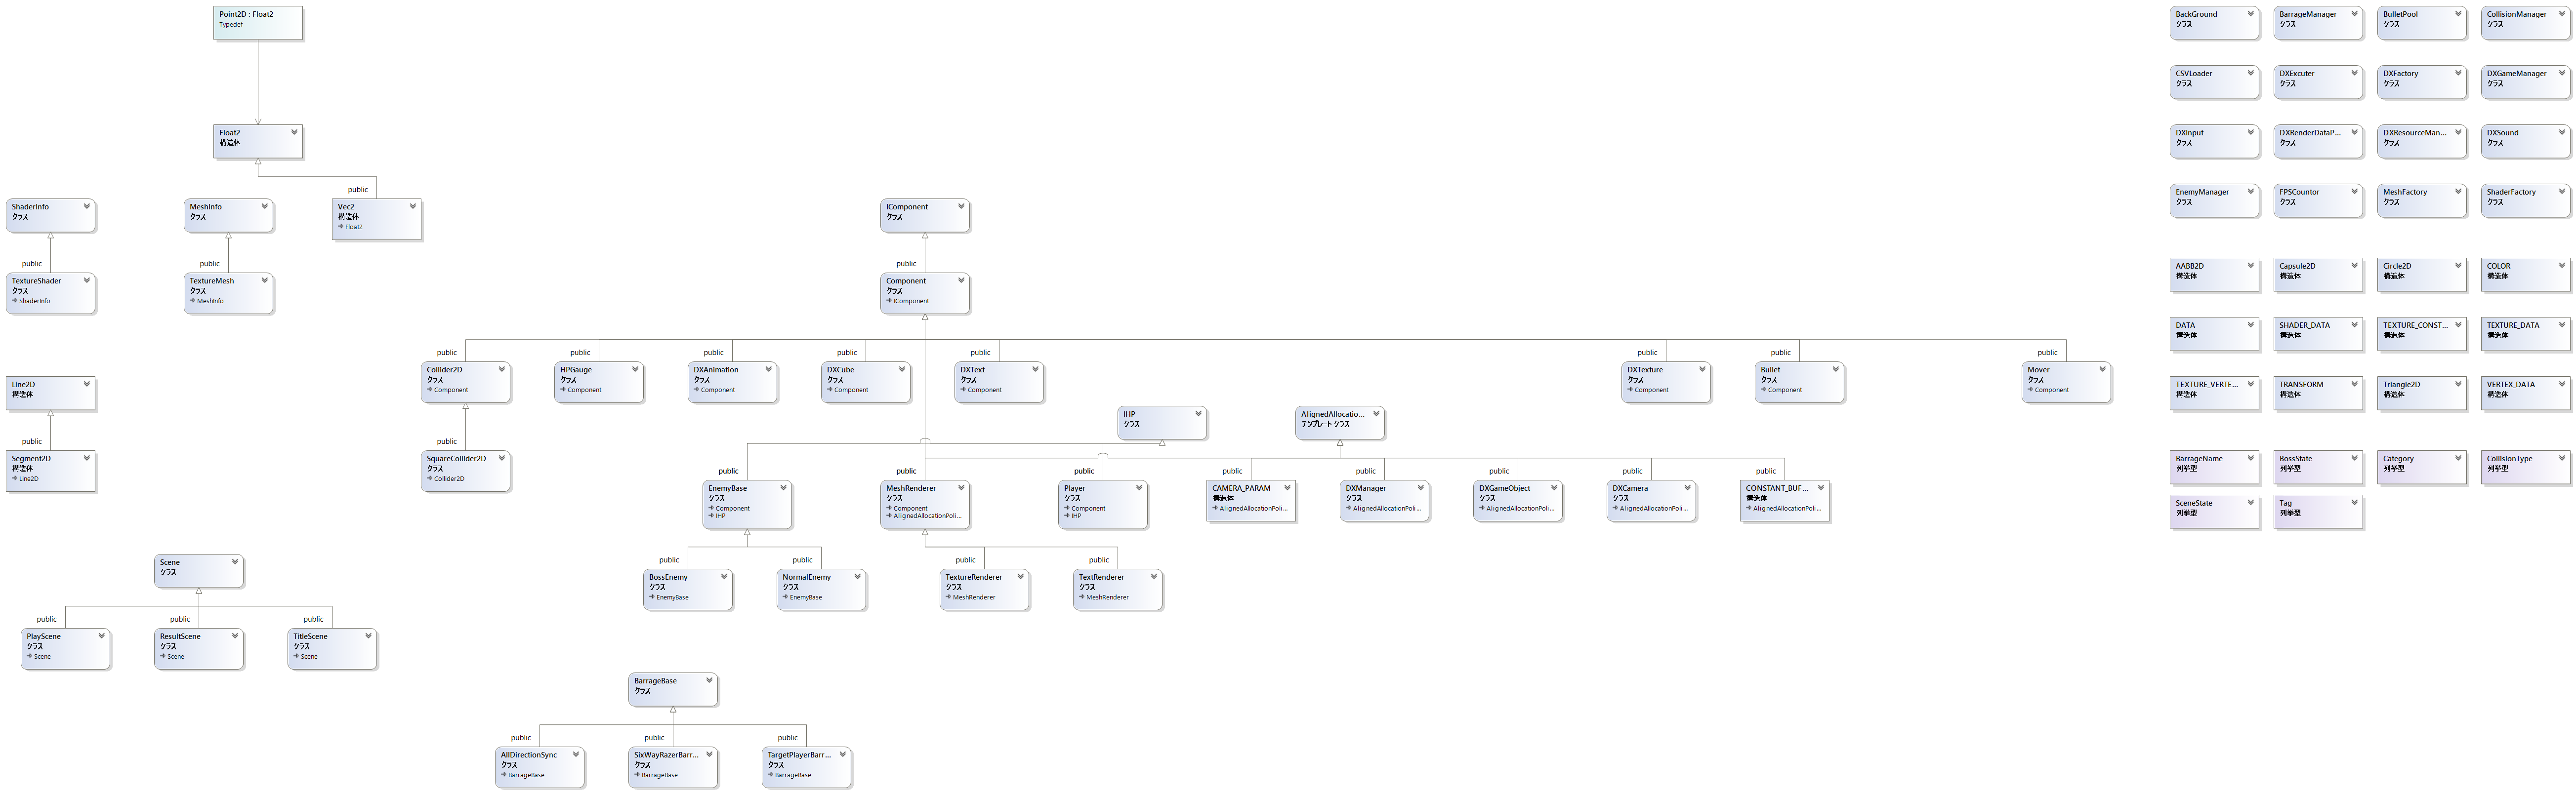 Point2D : Float2
Typedef
Float2
構造体
public
Vec2
構造体
Float2
ShaderInfo
クラス
public
TextureShader
クラス
ShaderInfo
MeshInfo
クラス
public
TextureMesh
クラス
MeshInfo
Line2D
構造体
public
Segment2D
構造体
Line2D
IComponent
クラス
public
Component
クラス
IComponent
public
Collider2D
クラス
Component
public
HPGauge
クラス
Component
public
DXAnimation
クラス
Component
public
DXCube
クラス
Component
public
DXText
クラス
Component
public
DXTexture
クラス
Component
public
Bullet
クラス
Component
public
Mover
クラス
Component
public
SquareCollider2D
クラス
Collider2D
IHP
クラス
AlignedAllocatio...
テンプレート クラス
public
EnemyBase
クラス
Component
IHP
public
MeshRenderer
クラス
Component
AlignedAllocationPoli...
public
Player
クラス
Component
IHP
public
CAMERA_PARAM
構造体
AlignedAllocationPoli...
public
DXManager
クラス
AlignedAllocationPoli...
public
DXGameObject
クラス
AlignedAllocationPoli...
public
DXCamera
クラス
AlignedAllocationPoli...
public
CONSTANT_BUF...
構造体
AlignedAllocationPoli...
public
BossEnemy
クラス
EnemyBase
public
NormalEnemy
クラス
EnemyBase
public
TextureRenderer
クラス
MeshRenderer
public
TextRenderer
クラス
MeshRenderer
Scene
クラス
public
PlayScene
クラス
Scene
public
ResultScene
クラス
Scene
public
TitleScene
クラス
Scene
BarrageBase
クラス
public
AllDirectionSync
クラス
BarrageBase
public
SixWayRazerBarr...
クラス
BarrageBase
public
TargetPlayerBarr...
クラス
BarrageBase
BackGround
クラス
BarrageManager
クラス
BulletPool
クラス
CollisionManager
クラス
CSVLoader
クラス
DXExcuter
クラス
DXFactory
クラス
DXGameManager
クラス
DXInput
クラス
DXRenderDataP...
クラス
DXResourceMan...
クラス
DXSound
クラス
EnemyManager
クラス
FPSCountor
クラス
MeshFactory
クラス
ShaderFactory
クラス
AABB2D
構造体
Capsule2D
構造体
Circle2D
構造体
COLOR
構造体
DATA
構造体
SHADER_DATA
構造体
TEXTURE_CONST...
構造体
TEXTURE_DATA
構造体
TEXTURE_VERTE...
構造体
TRANSFORM
構造体
Triangle2D
構造体
VERTEX_DATA
構造体
BarrageName
列挙型
BossState
列挙型
Category
列挙型
CollisionType
列挙型
SceneState
列挙型
Tag
列挙型